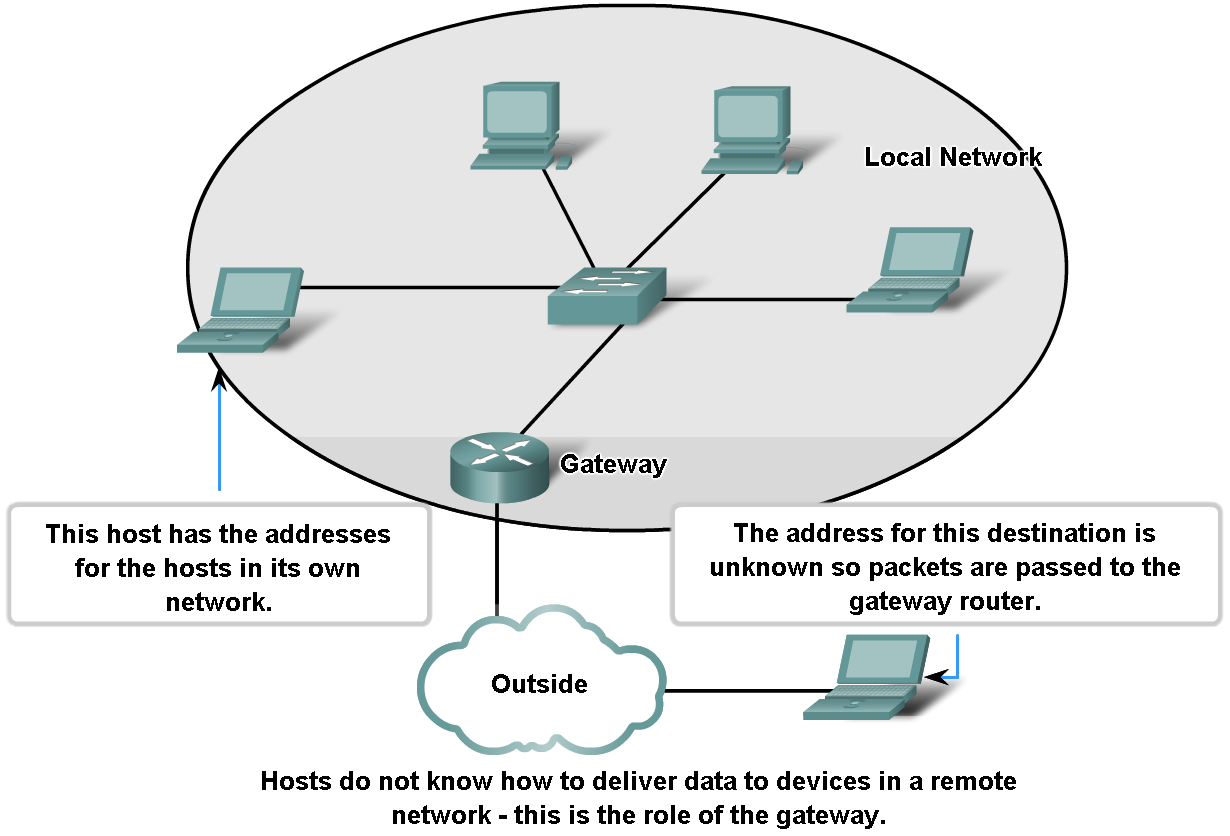 Local Network
Gateway
This host has the addresses
for the hosts in its own
network.
The address for this destination is
unknown so packets are passed to the
gateway router.
Outside
Hosts do not know how to deliver data to devices in a remote
network - this is the role of the gateway.